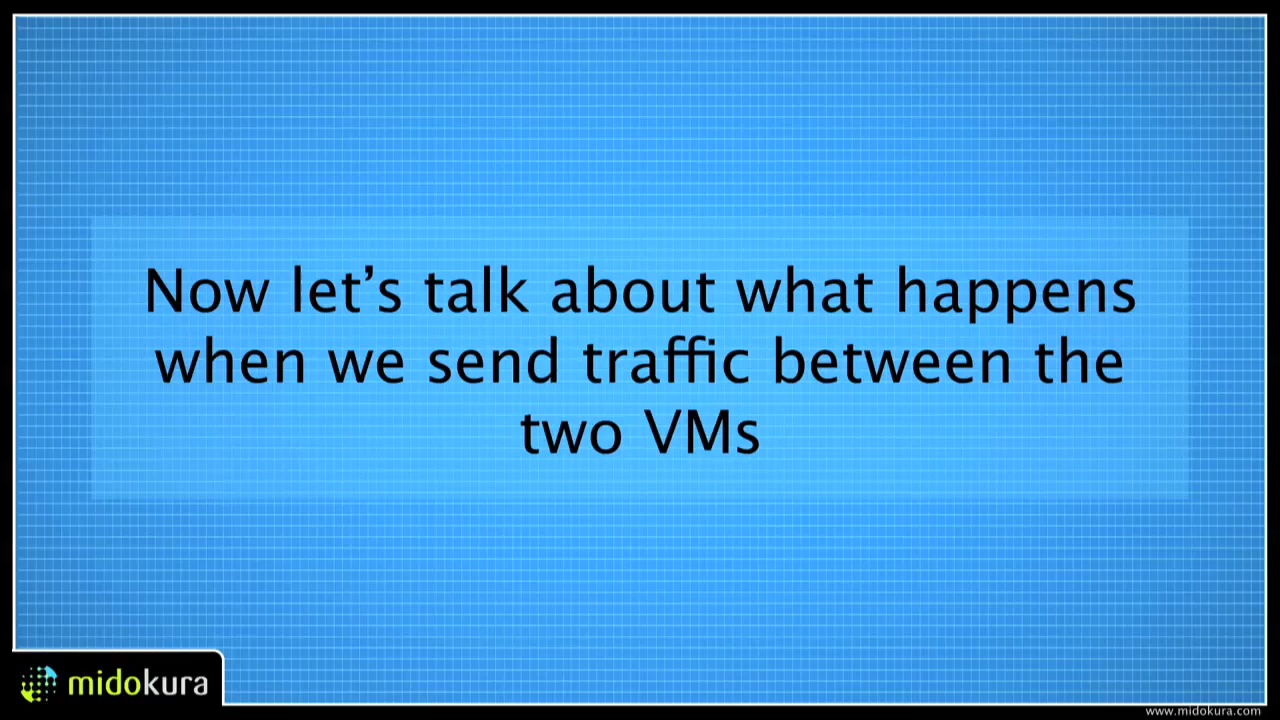 Now let’s talk about what happens
when we send traffic between the
two VMs
midokura
www.midokura.com